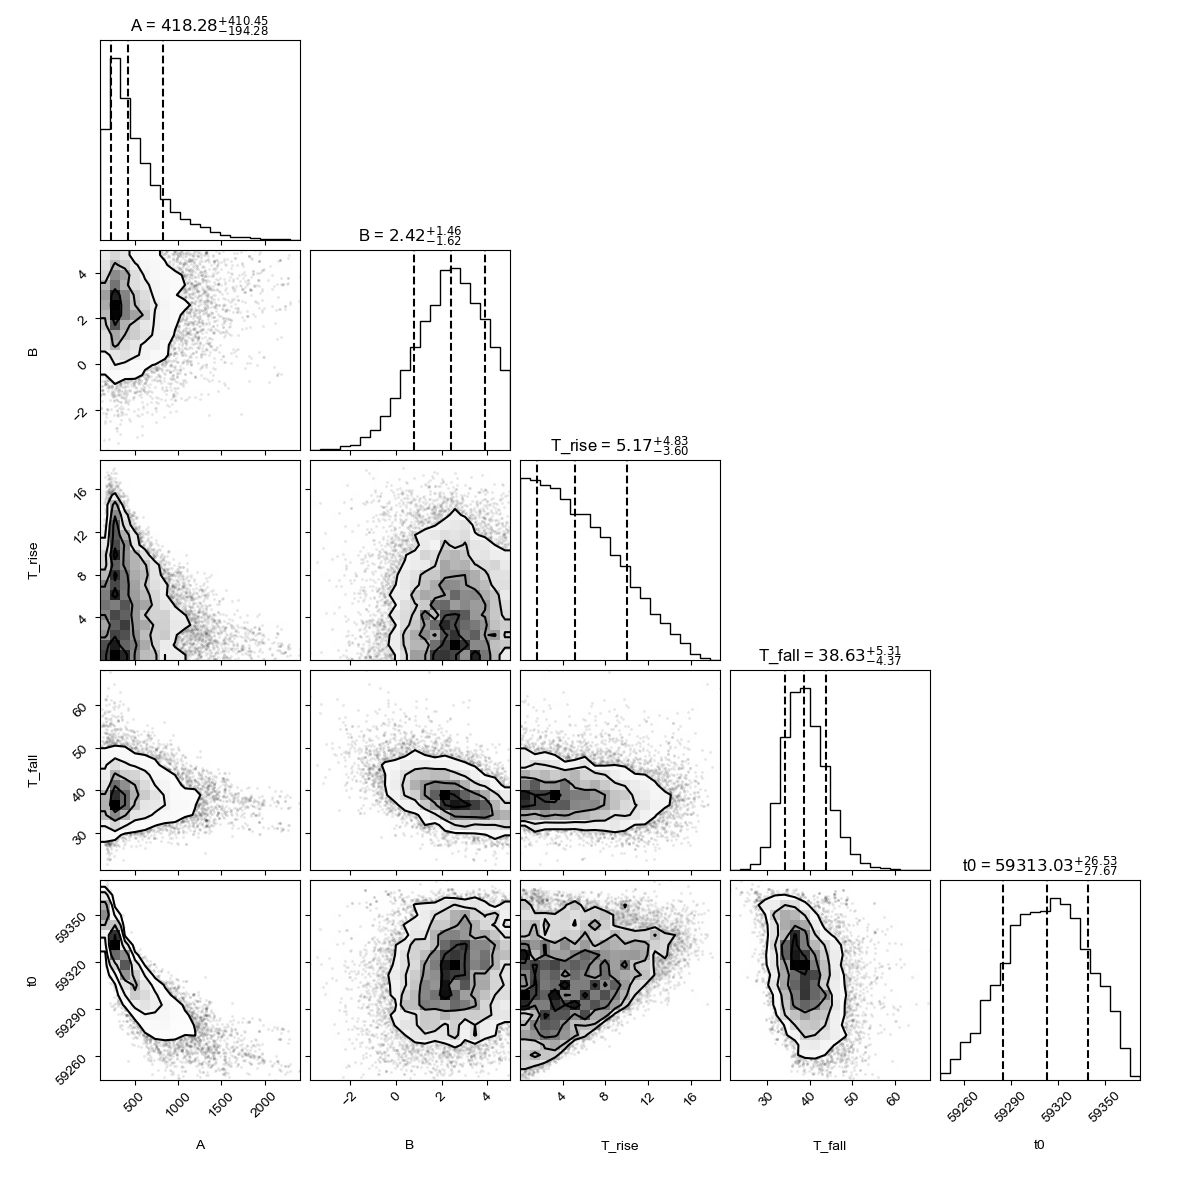 A = 418.28+410.45−194.28
B = 2.42+1.46−1.62
4
2
0
−2
B
T_rise = 5.17+4.83−3.60
16
12
8
4
T_rise
T_fall = 38.63+5.31−4.37
60
50
40
30
T_fall
t0 = 59313.03+26.53−27.67
59350
59320
59290
59260
t0
500 1000 1500 2000
−2 0 2 4
4 8 12 16
30 40 50 60
59260 59290 59320 59350
A B T_rise T_fall t0